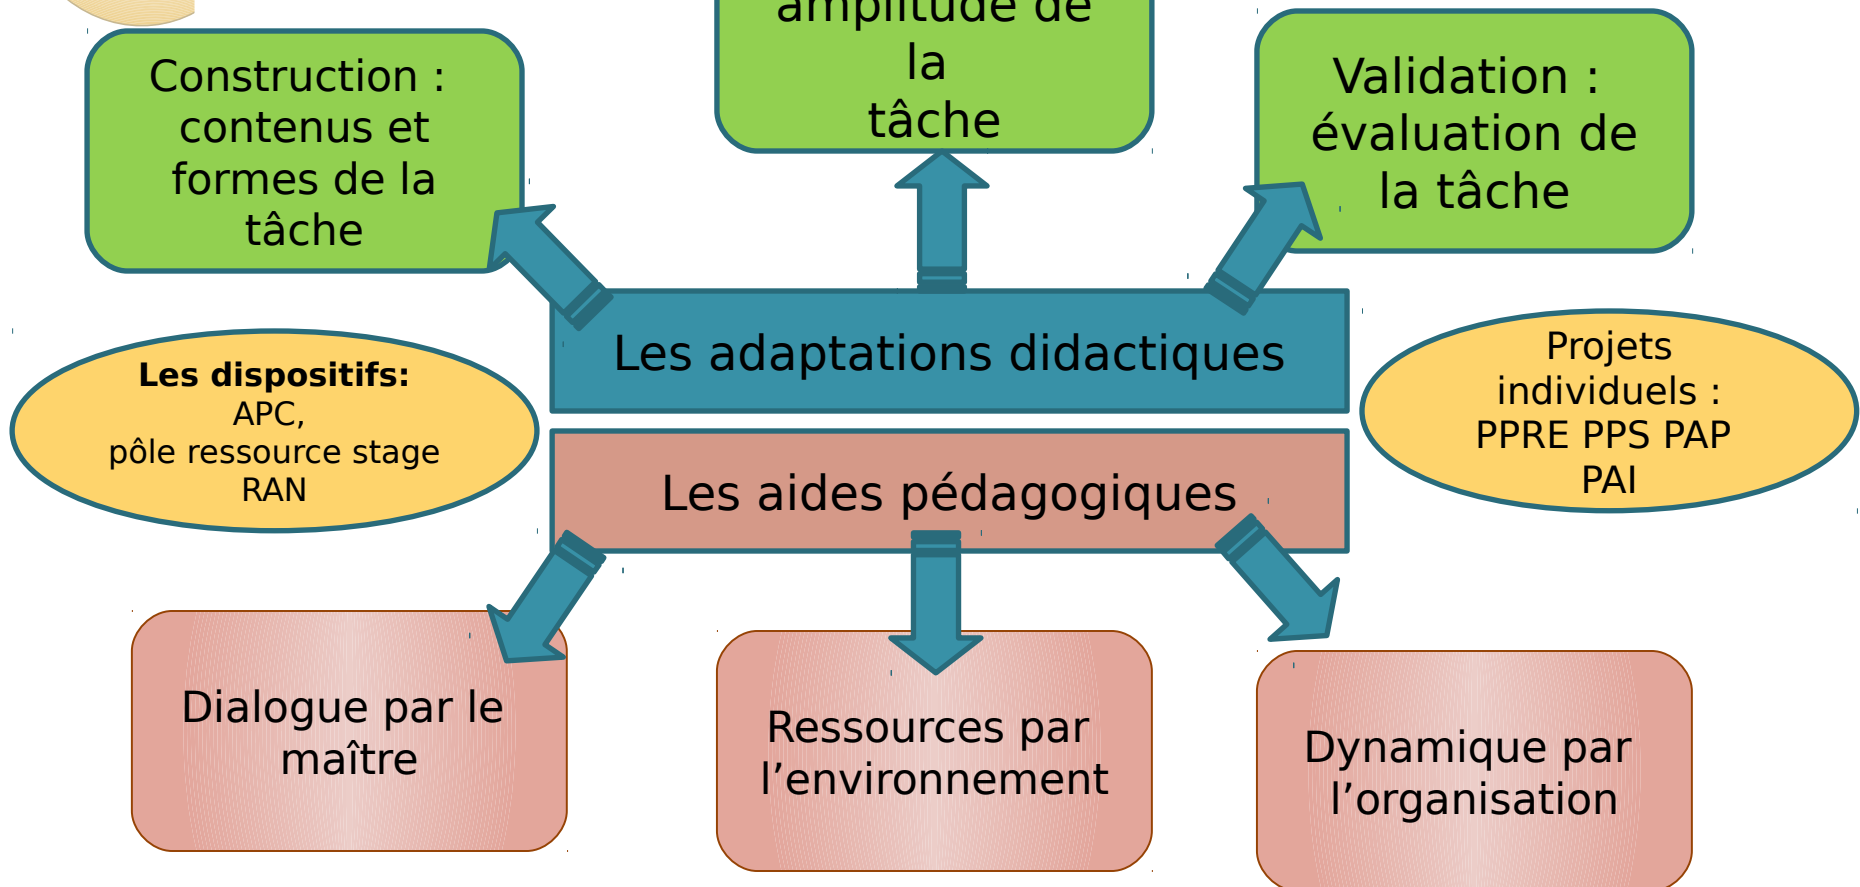 Construction :
contenus et
formes de la
tâche
amplitude de
la
tâche
Validation :
évaluation de
la tâche
Les adaptations didactiques
Les dispositifs:
APC,
pôle ressource stage
RAN
Projets
individuels :
PPRE PPS PAP
PAI
Les aides pédagogiques
Dialogue par le
maître
Ressources par
l’environnement
Dynamique par
l’organisation